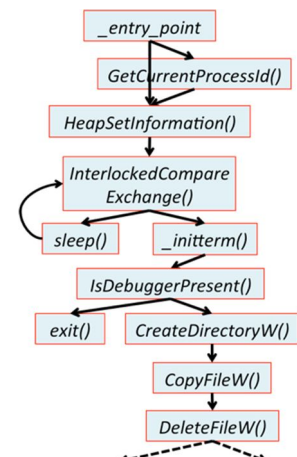 _entry_point
GetCurrentProcessId()
HeapSetInformation()
InterlockedCompare
Exchange()
sleep()
_initterm()
IsDebuggerPresent()
exit()
CreateDirectoryW()
CopyFileW()
DeleteFileW()